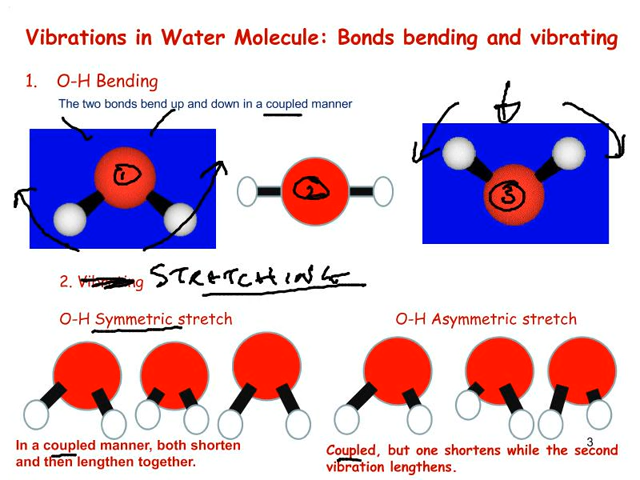 Vibrations in Water Molecule: Bonds bending and vibrating
1. O-H Bending
The two bonds bend up and down in a coupled manner
1
2
3
2. Vibrating STRETCHING
O-H Symmetric stretch
O-H Asymmetric stretch
In a coupled manner, both shorten
and then lengthen together.
3
Coupled, but one shortens while the second
vibration lengthens.